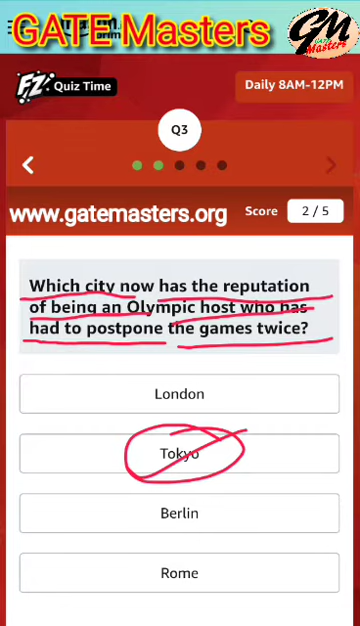 GATE Masters
GM
Masters
FZ Quiz Time
Daily 8AM-12PM
Q3
www.gatemasters.org
Score
2 / 5
Which city now has the reputation
of being an Olympic host who has
had to postpone the games twice?
London
Tokyo
Berlin
Rome